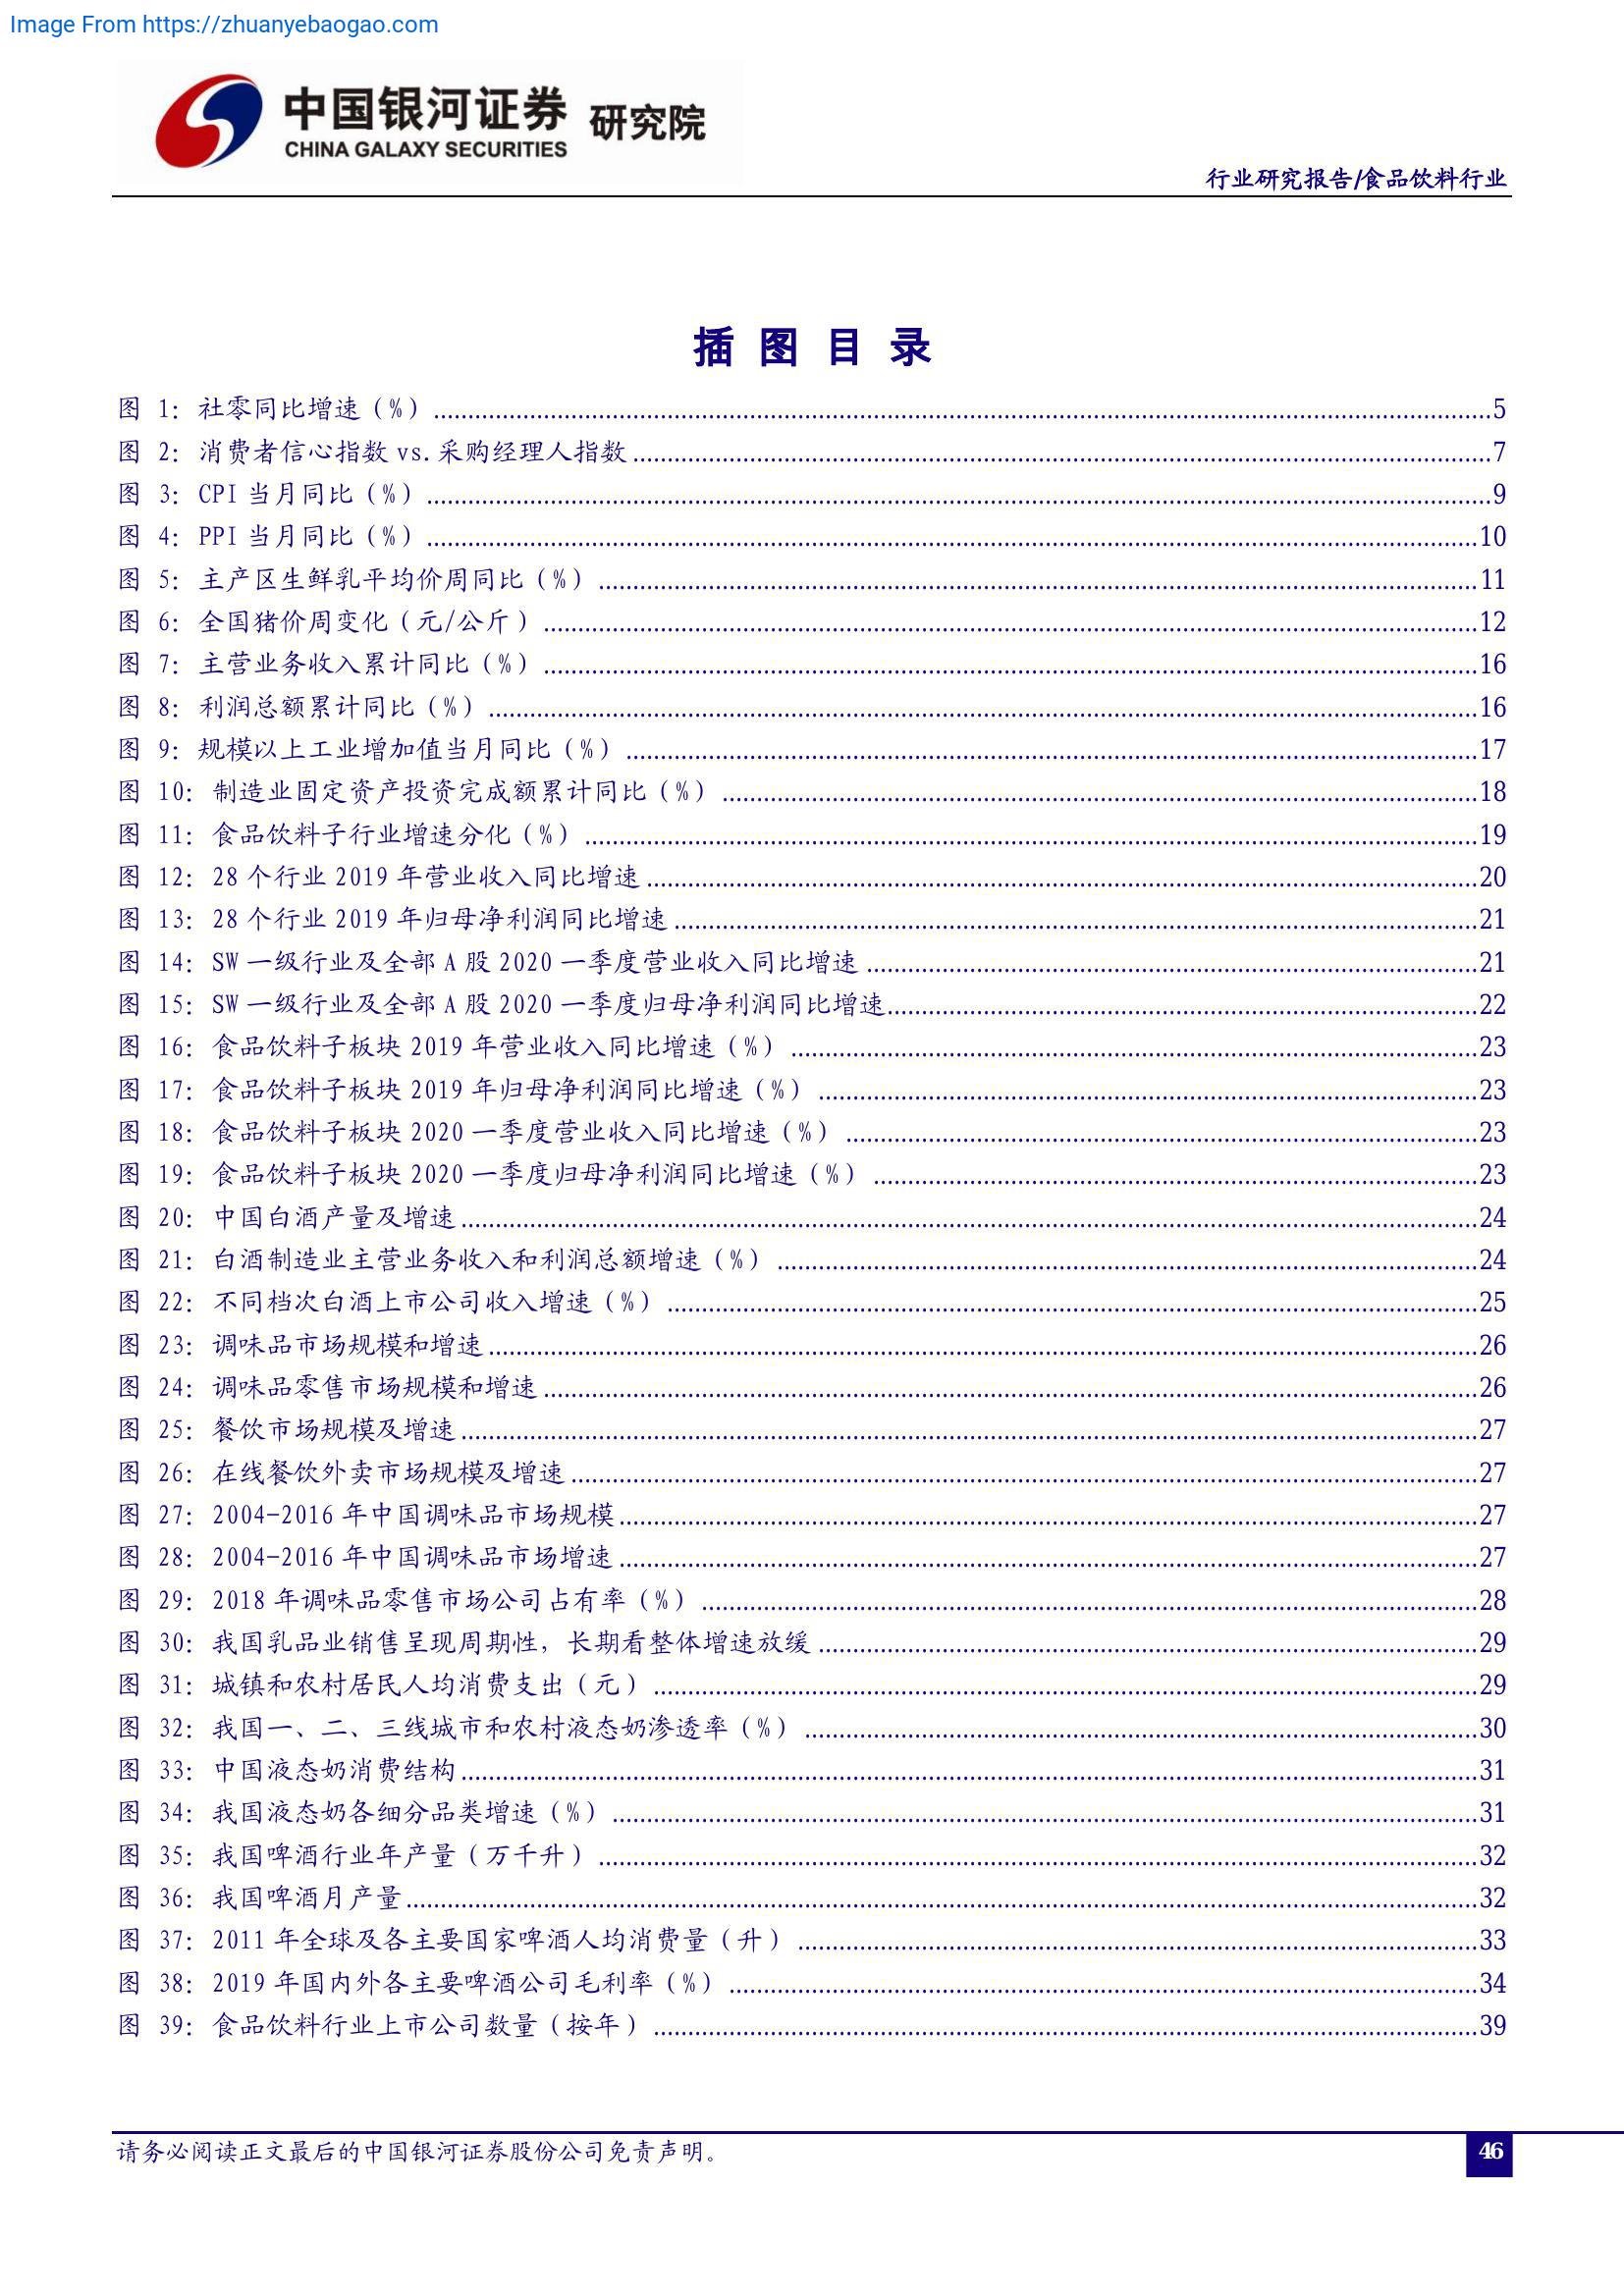 Image From https://zhuanyebaogao.com
中国银河证券 研究院
CHINA GALAXY SECURITIES
行业研究报告/食品饮料行业
插 图 目 录
图 1：社零同比增速（%）5
图 2：消费者信心指数 vs.采购经理人指数7
图 3：CPI 当月同比（%）9
图 4：PPI 当月同比（%）10
图 5：主产区生鲜乳平均价周同比（%）11
图 6：全国猪价周变化（元/公斤）12
图 7：主营业务收入累计同比（%）16
图 8：利润总额累计同比（%）16
图 9：规模以上工业增加值当月同比（%）17
图 10：制造业固定资产投资完成额累计同比（%）18
图 11：食品饮料子行业增速分化（%）19
图 12：28 个行业 2019 年营业收入同比增速20
图 13：28 个行业 2019 年归母净利润同比增速21
图 14：SW 一级行业及全部 A 股 2020 一季度营业收入同比增速21
图 15：SW 一级行业及全部 A 股 2020 一季度归母净利润同比增速22
图 16：食品饮料子板块 2019 年营业收入同比增速（%）23
图 17：食品饮料子板块 2019 年归母净利润同比增速（%）23
图 18：食品饮料子板块 2020 一季度营业收入同比增速（%）23
图 19：食品饮料子板块 2020 一季度归母净利润同比增速（%）23
图 20：中国白酒产量及增速24
图 21：白酒制造业主营业务收入和利润总额增速（%）24
图 22：不同档次白酒上市公司收入增速（%）25
图 23：调味品市场规模和增速26
图 24：调味品零售市场规模和增速26
图 25：餐饮市场规模及增速27
图 26：在线餐饮外卖市场规模及增速27
图 27：2004-2016 年中国调味品市场规模27
图 28：2004-2016 年中国调味品市场增速27
图 29：2018 年调味品零售市场公司占有率（%）28
图 30：我国乳品业销售呈现周期性，长期看整体增速放缓29
图 31：城镇和农村居民人均消费支出（元）29
图 32：我国一、二、三线城市和农村液态奶渗透率（%）30
图 33：中国液态奶消费结构31
图 34：我国液态奶各细分品类增速（%）31
图 35：我国啤酒行业年产量（万千升）32
图 36：我国啤酒月产量32
图 37：2011 年全球及各主要国家啤酒人均消费量（升）33
图 38：2019 年国内外各主要啤酒公司毛利率（%）34
图 39：食品饮料行业上市公司数量（按年）39
请务必阅读正文最后的中国银河证券股份公司免责声明。
46